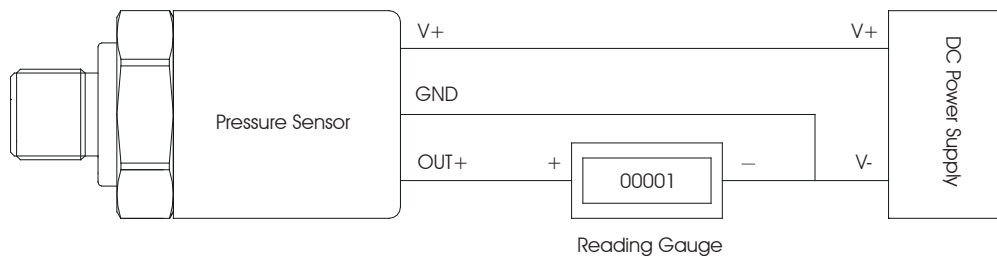 V+
V+
GND
Pressure Sensor
DC Power Supply
OUT+
+
00001
—
V-
Reading Gauge